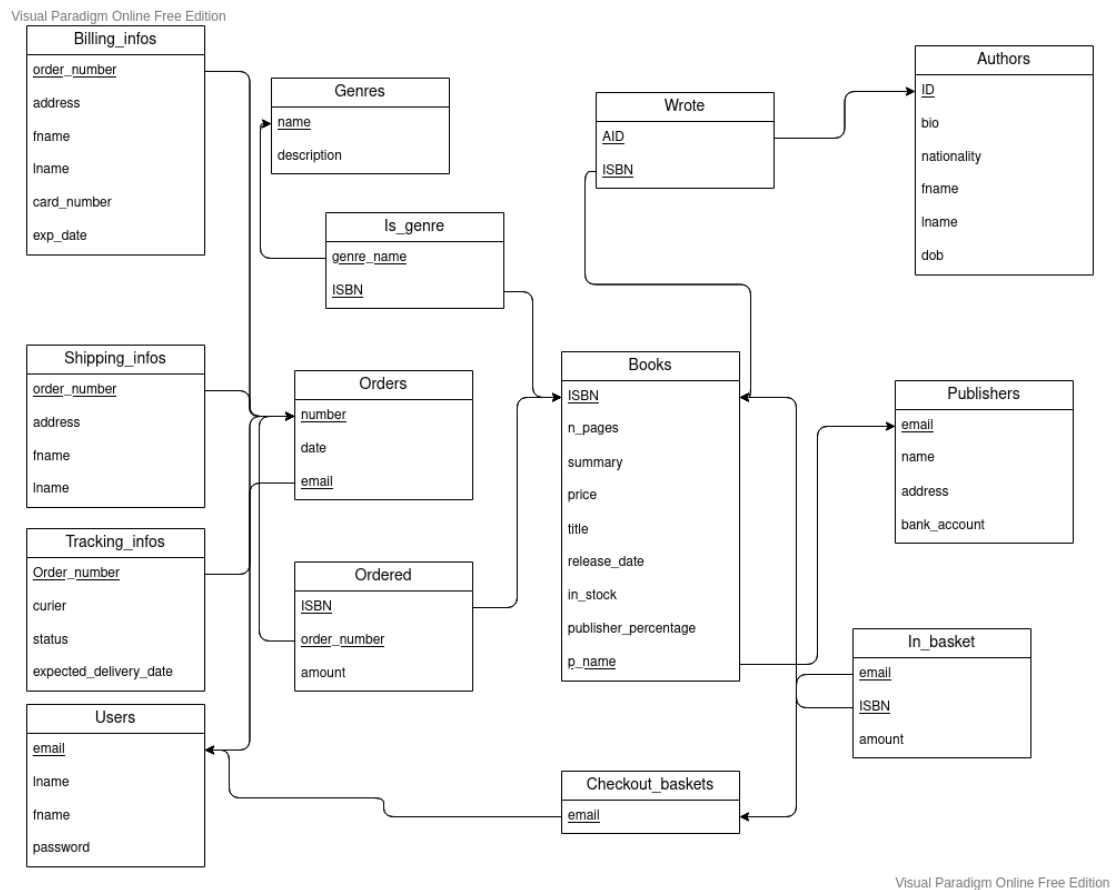 Visual Paradigm Online Free Edition
Billing_infos
order_number
address
fname
lname
card_number
exp_date
Genres
name
description
Wrote
AID
ISBN
Authors
ID
bio
nationality
fname
lname
dob
Is_genre
genre_name
ISBN
Shipping_infos
order_number
address
fname
lname
Orders
number
date
email
Books
ISBN
n_pages
summary
price
title
release_date
in_stock
publisher_percentage
p_name
Publishers
email
name
address
bank_account
Tracking_infos
Order_number
curier
status
expected_delivery_date
Ordered
ISBN
order_number
amount
In_basket
email
ISBN
amount
Users
email
lname
fname
password
Checkout_baskets
email
Visual Paradigm Online Free Edition